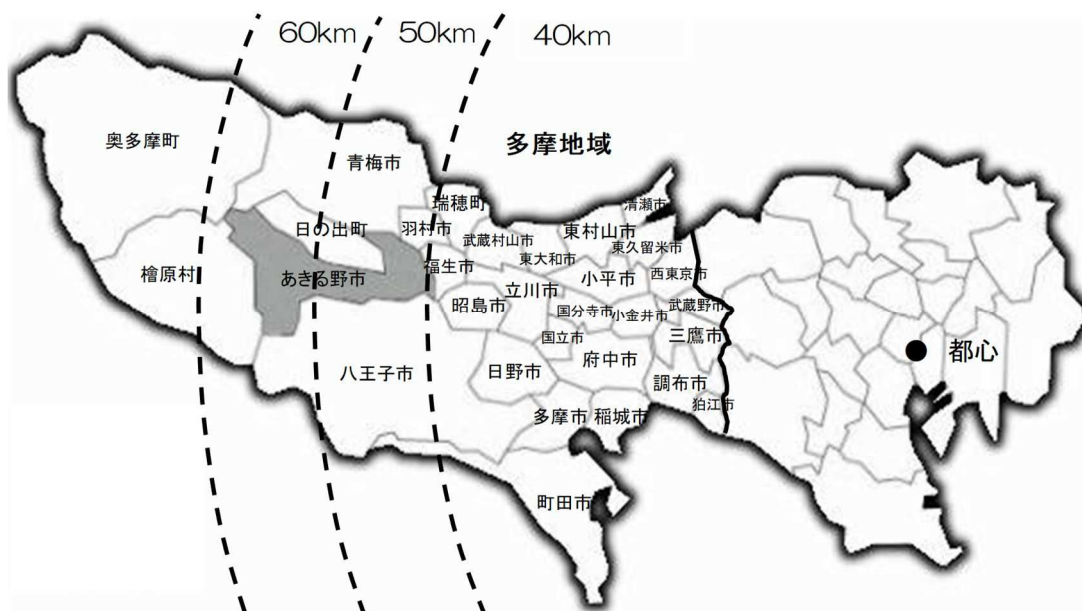 60km
50km
40km
多摩地域
奥多摩町
青梅市
瑞穂町
清瀬市
日の出町
羽村市
武蔵村山市
東大和市
東村山市
東久留米市
檜原村
あきる野市
福生市
昭島市
立川市
小平市
西東京市
国分寺市
小金井市
武蔵野市
国立市
三鷹市
八王子市
日野市
府中市
調布市
狛江市
多摩市
稲城市
町田市
都心